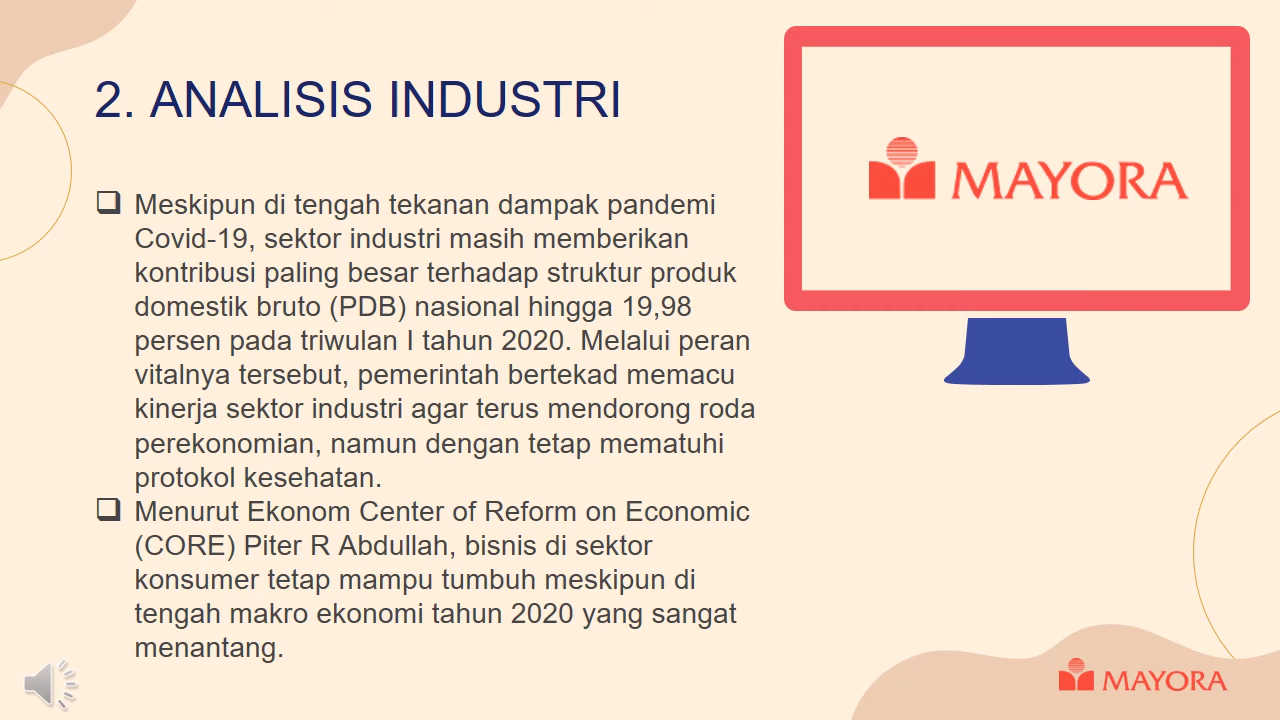 2. ANALISIS INDUSTRI
MAYORA
Meskipun di tengah tekanan dampak pandemi
Covid-19, sektor industri masih memberikan
kontribusi paling besar terhadap struktur produk
domestik bruto (PDB) nasional hingga 19,98
persen pada triwulan I tahun 2020. Melalui peran
vitalnya tersebut, pemerintah bertekad memacu
kinerja sektor industri agar terus mendorong roda
perekonomian, namun dengan tetap mematuhi
protokol kesehatan.
Menurut Ekonom Center of Reform on Economic
(CORE) Piter R Abdullah, bisnis di sektor
konsumer tetap mampu tumbuh meskipun di
tengah makro ekonomi tahun 2020 yang sangat
menantang.
MAYORA